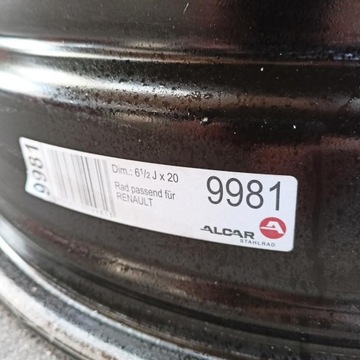 9981
Dim.: 6½ J x 20
Rad passend für
RENAULT
9981
ALCAR
STAHLRAD